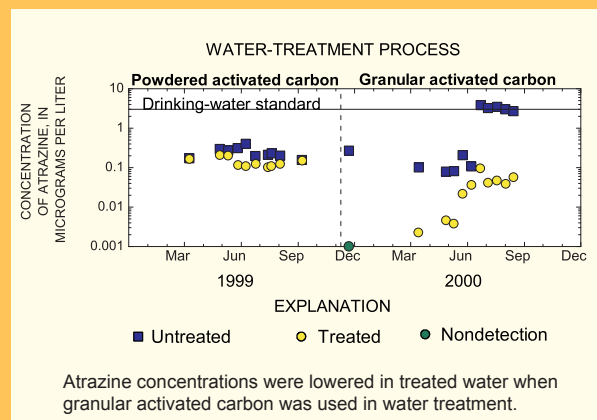 WATER-TREATMENT PROCESS
Powdered activated carbon Granular activated carbon
CONCENTRATION
OF ATRAZINE, IN
MICROGRAMS PER LITER
10
Drinking-water standard
1
0.1
0.01
0.001
Mar Jun Sep Dec Mar Jun Sep Dec
1999 2000
EXPLANATION
Untreated Treated Nondetection
Atrazine concentrations were lowered in treated water when
granular activated carbon was used in water treatment.